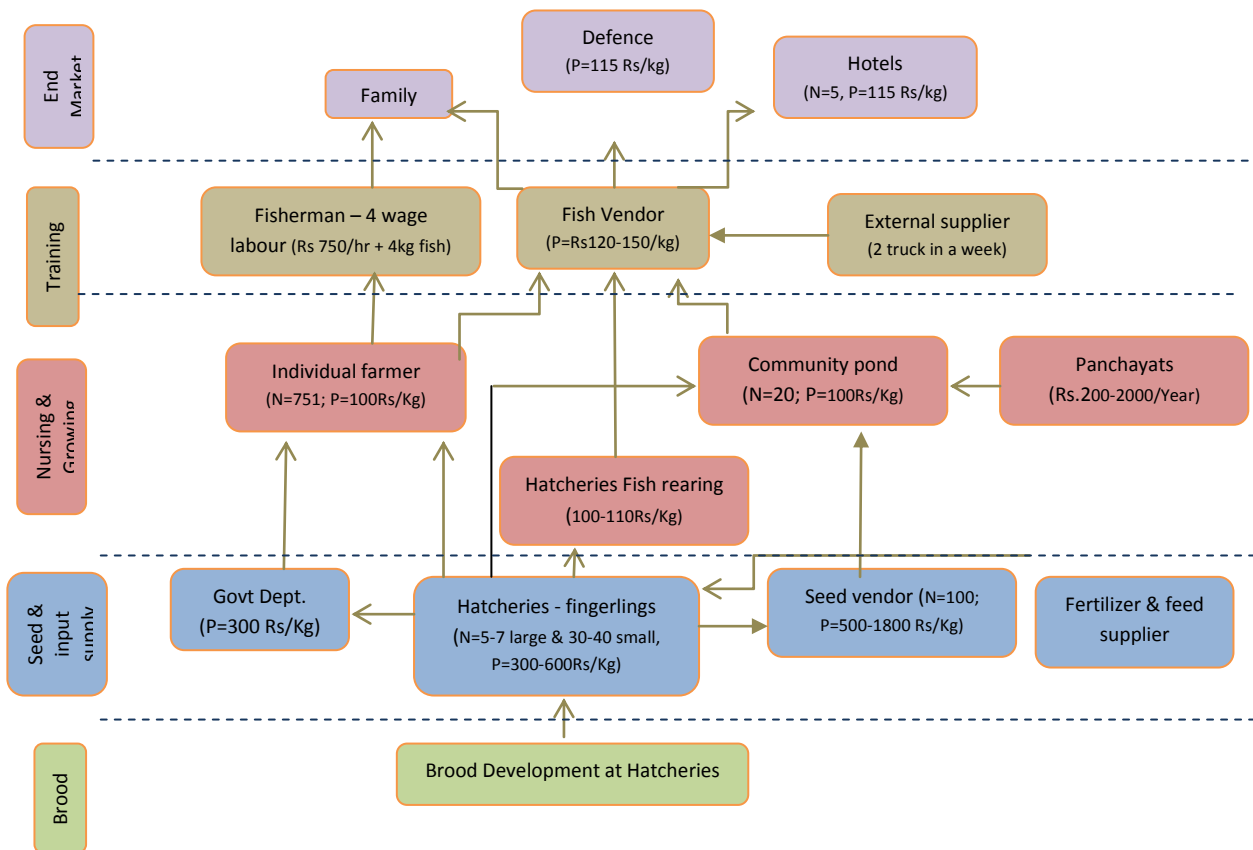 End
Market
Defence
(P=115 Rs/kg)
Hotels
(N=5, P=115 Rs/kg)
Family
Training
Fisherman – 4 wage
labour (Rs 750/hr + 4kg fish)
Fish Vendor
(P=Rs120-150/kg)
External supplier
(2 truck in a week)
Nursing &
Growing
Individual farmer
(N=751; P=100Rs/Kg)
Community pond
(N=20; P=100Rs/Kg)
Panchayats
(Rs.200-2000/Year)
Hatcheries Fish rearing
(100-110Rs/Kg)
Seed &
input
supply
Govt Dept.
(P=300 Rs/Kg)
Hatcheries - fingerlings
(N=5-7 large & 30-40 small,
P=300-600Rs/Kg)
Seed vendor (N=100;
P=500-1800 Rs/Kg)
Fertilizer & feed
supplier
Brood
Brood Development at Hatcheries